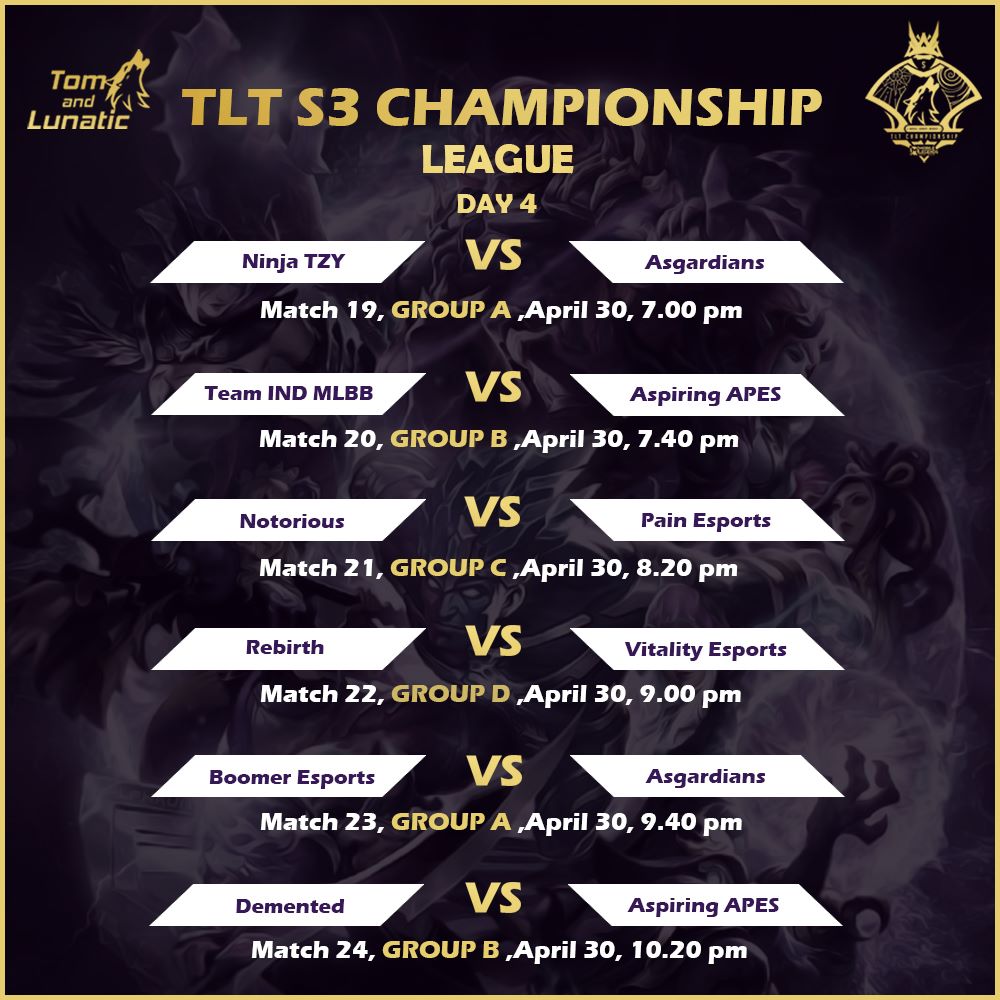 Tom
and
Lunatic
TLT S3 CHAMPIONSHIP
LEAGUE
DAY 4
S
TLT CHAMPIONSHIP
Ninja TZY VS Asgardians
Match 19, GROUP A ,April 30, 7.00 pm
Team IND MLBB VS Aspiring APES
Match 20, GROUP B ,April 30, 7.40 pm
Notorious VS Pain Esports
Match 21, GROUP C ,April 30, 8.20 pm
Rebirth VS Vitality Esports
Match 22, GROUP D ,April 30, 9.00 pm
Boomer Esports VS Asgardians
Match 23, GROUP A ,April 30, 9.40 pm
Demented VS Aspiring APES
Match 24, GROUP B ,April 30, 10.20 pm